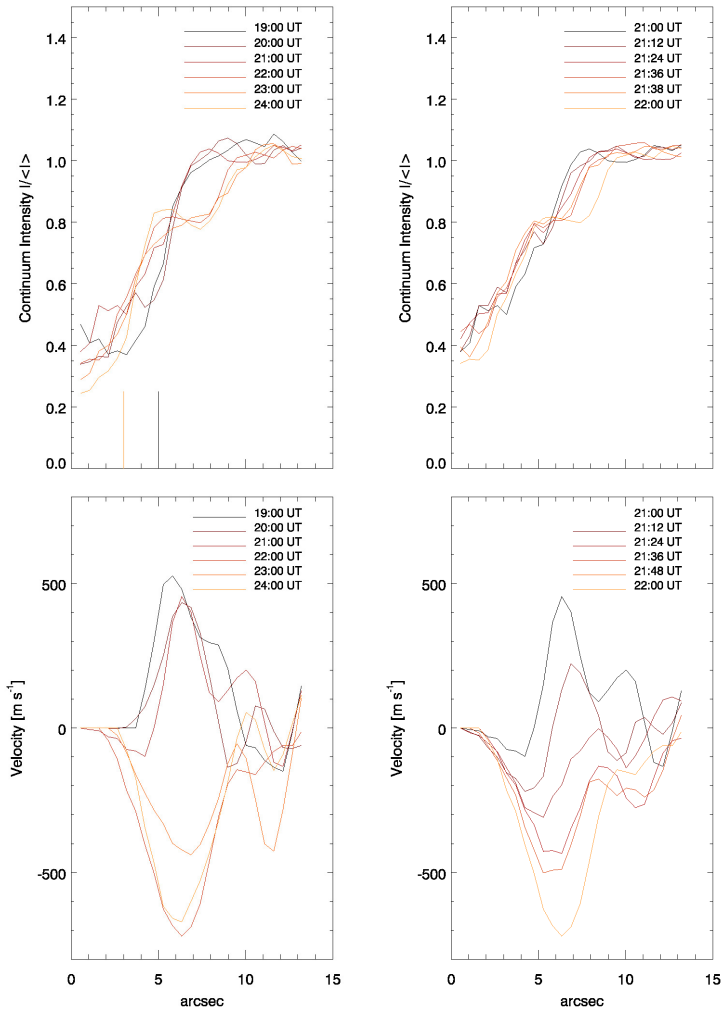 19:00 UT
20:00 UT
21:00 UT
22:00 UT
23:00 UT
24:00 UT
1.4
1.2
1.0
0.8
0.6
0.4
0.2
0.0
Continuum Intensity I/<I>
21:00 UT
21:12 UT
21:24 UT
21:36 UT
21:38 UT
22:00 UT
1.4
1.2
1.0
0.8
0.6
0.4
0.2
0.0
Continuum Intensity I/<I>
19:00 UT
20:00 UT
21:00 UT
22:00 UT
23:00 UT
24:00 UT
500
0
-500
Velocity [m s-1]
0 5 10 15
arcsec
21:00 UT
21:12 UT
21:24 UT
21:36 UT
21:48 UT
22:00 UT
500
0
-500
Velocity [m s-1]
0 5 10 15
arcsec